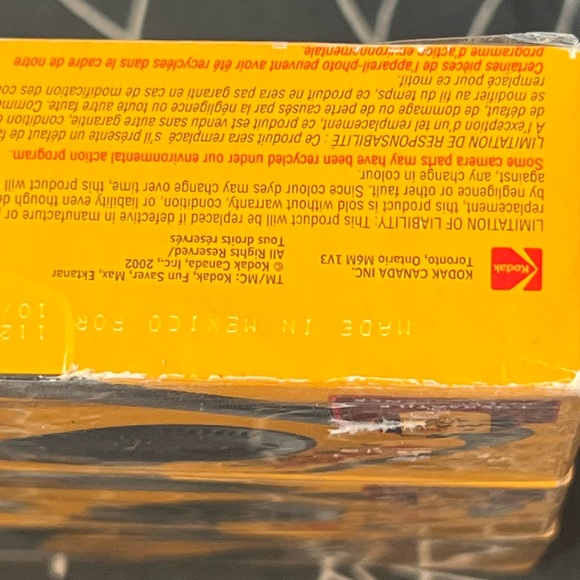 MADE IN MEXICO FOR
112
10/
Kodak
KODAK CANADA INC.
Toronto, Ontario M6M 1V3
TM/MC: Kodak, Fun Saver, Max, Ektanar
© Kodak Canada, Inc., 2002
All Rights Reserved/
Tous droits réservés
LIMITATION OF LIABILITY: This product will be replaced if defective in manufacture or
replacement, this product is sold without warranty, condition, or liability even though
by negligence or other fault. Since colour dyes may change over time, this product will
against, any change in colour.
Some camera parts may have been recycled under our environmental action program.
LIMITATION DE RESPONSABILITÉ : Ce produit sera remplacé s'il présente un défaut de
À l'exception d'un tel remplacement, ce produit est vendu sans autre garantie, condition
de défaut, de dommage ou de perte causés par la négligence ou toute autre faute. Comme
se modifier au fil du temps, ce produit ne sera pas garanti en cas de modification des
remplacé pour ce motif.
Certaines pièces de l'appareil-photo peuvent avoir été recyclées dans le cadre de notre
programme d'action environnementale.